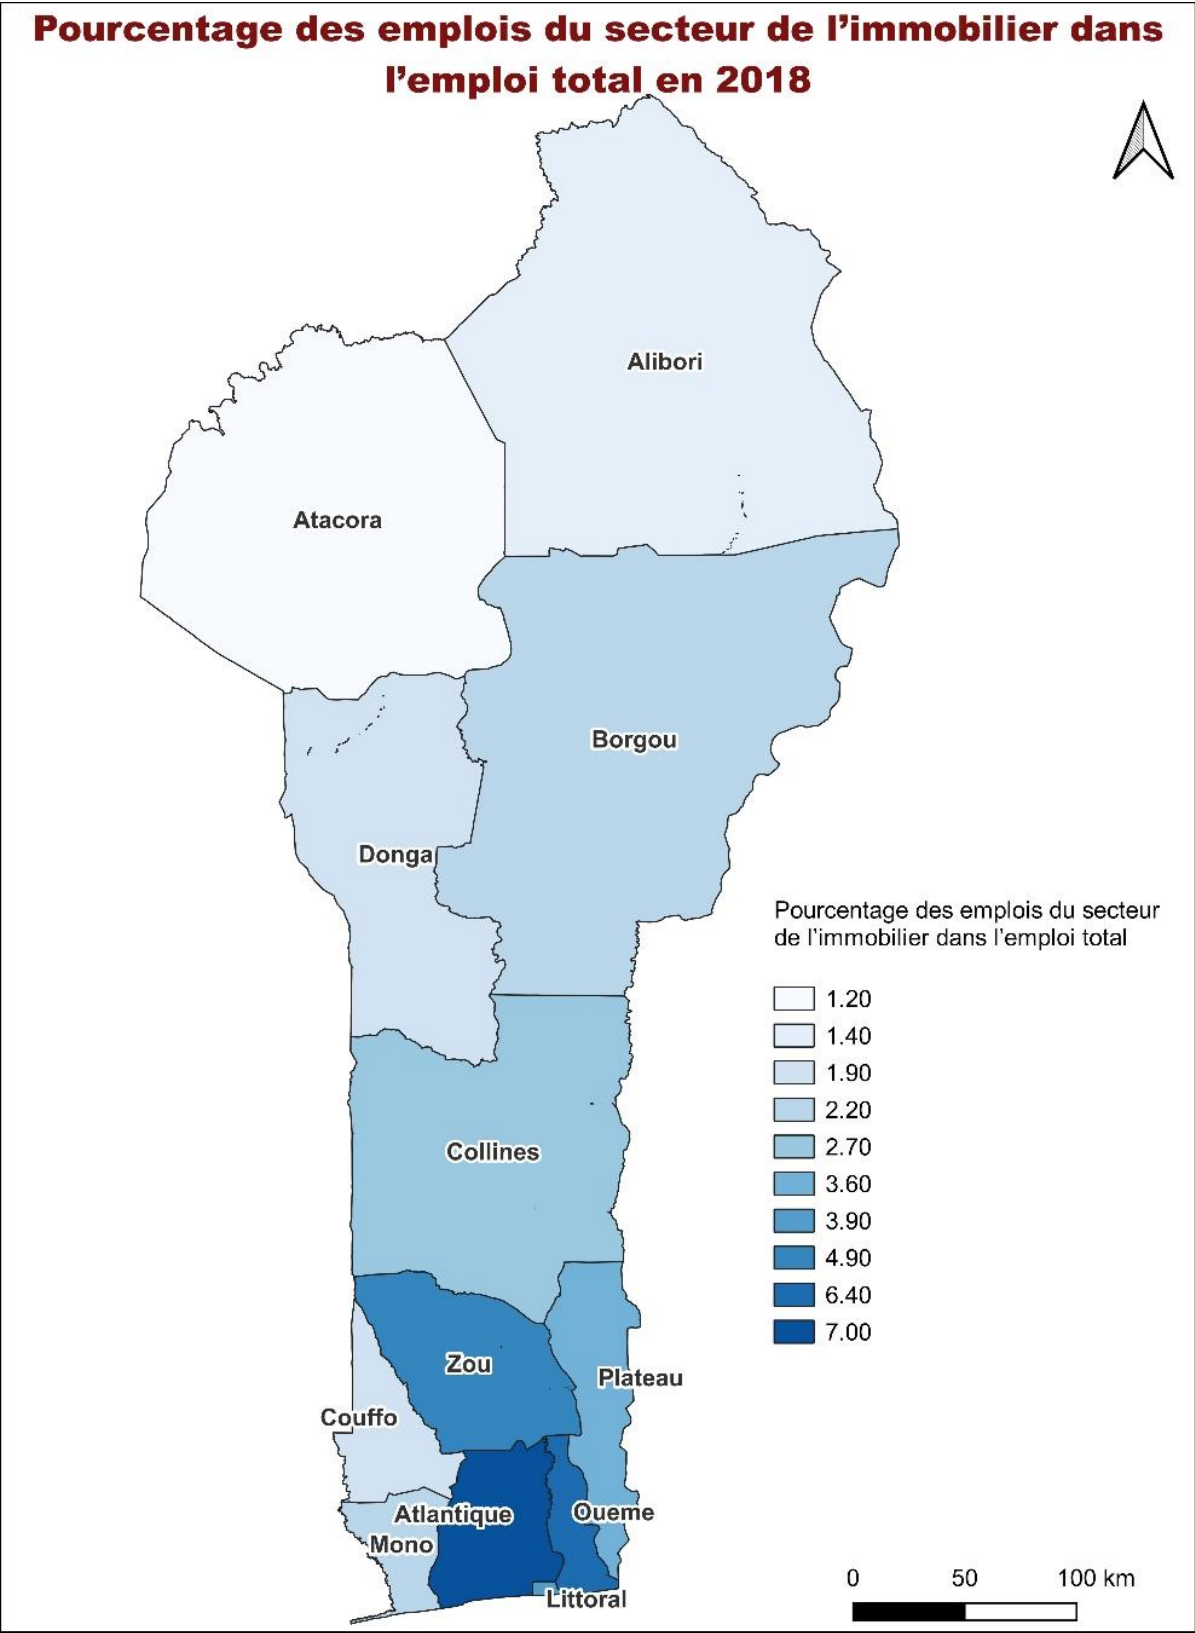 Pourcentage des emplois du secteur de l’immobilier dans
l’emploi total en 2018
Alibori
Atacora
Borgou
Donga
Pourcentage des emplois du secteur
de l’immobilier dans l’emploi total
1.20
1.40
1.90
2.20
2.70
3.60
3.90
4.90
6.40
7.00
Collines
Zou
Plateau
Couffo
Atlantique
Oueme
Mono
Littoral
0 50 100 km